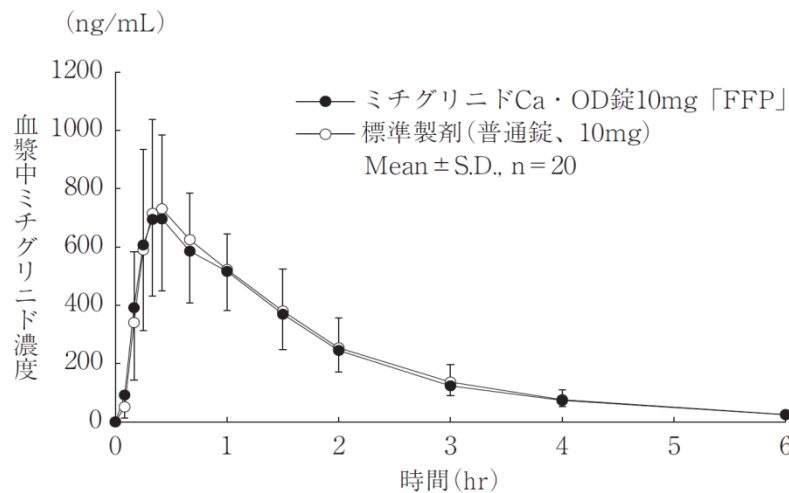 (ng/mL)
1200
1000
800
600
400
200
0
血漿中ミチグリニド濃度
ミチグリニドCa・OD錠10mg「FFP」
標準製剤(普通錠、10mg)
Mean±S.D., n=20
0 1 2 3 4 5 6
時間(hr)